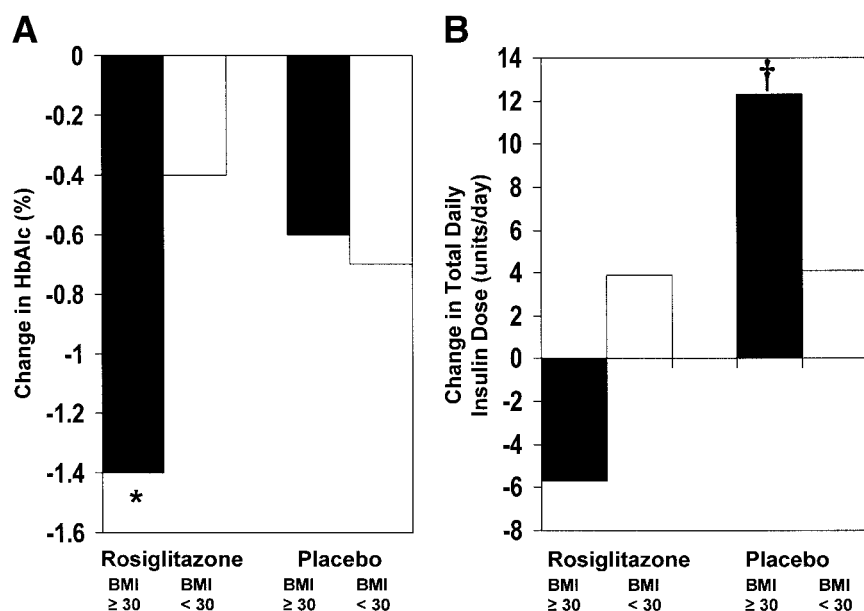 A
0
-0.2
-0.4
-0.6
-0.8
-1
-1.2
-1.4
-1.6
Change in HbAIc (%)
*
Rosiglitazone Placebo
BMI BMI BMI BMI
≥ 30 < 30 ≥ 30 < 30
B
14
12
10
8
6
4
2
0
-2
-4
-6
-8
Change in Total Daily
Insulin Dose (units/day)
†
Rosiglitazone Placebo
BMI BMI BMI BMI
≥ 30 < 30 ≥ 30 < 30